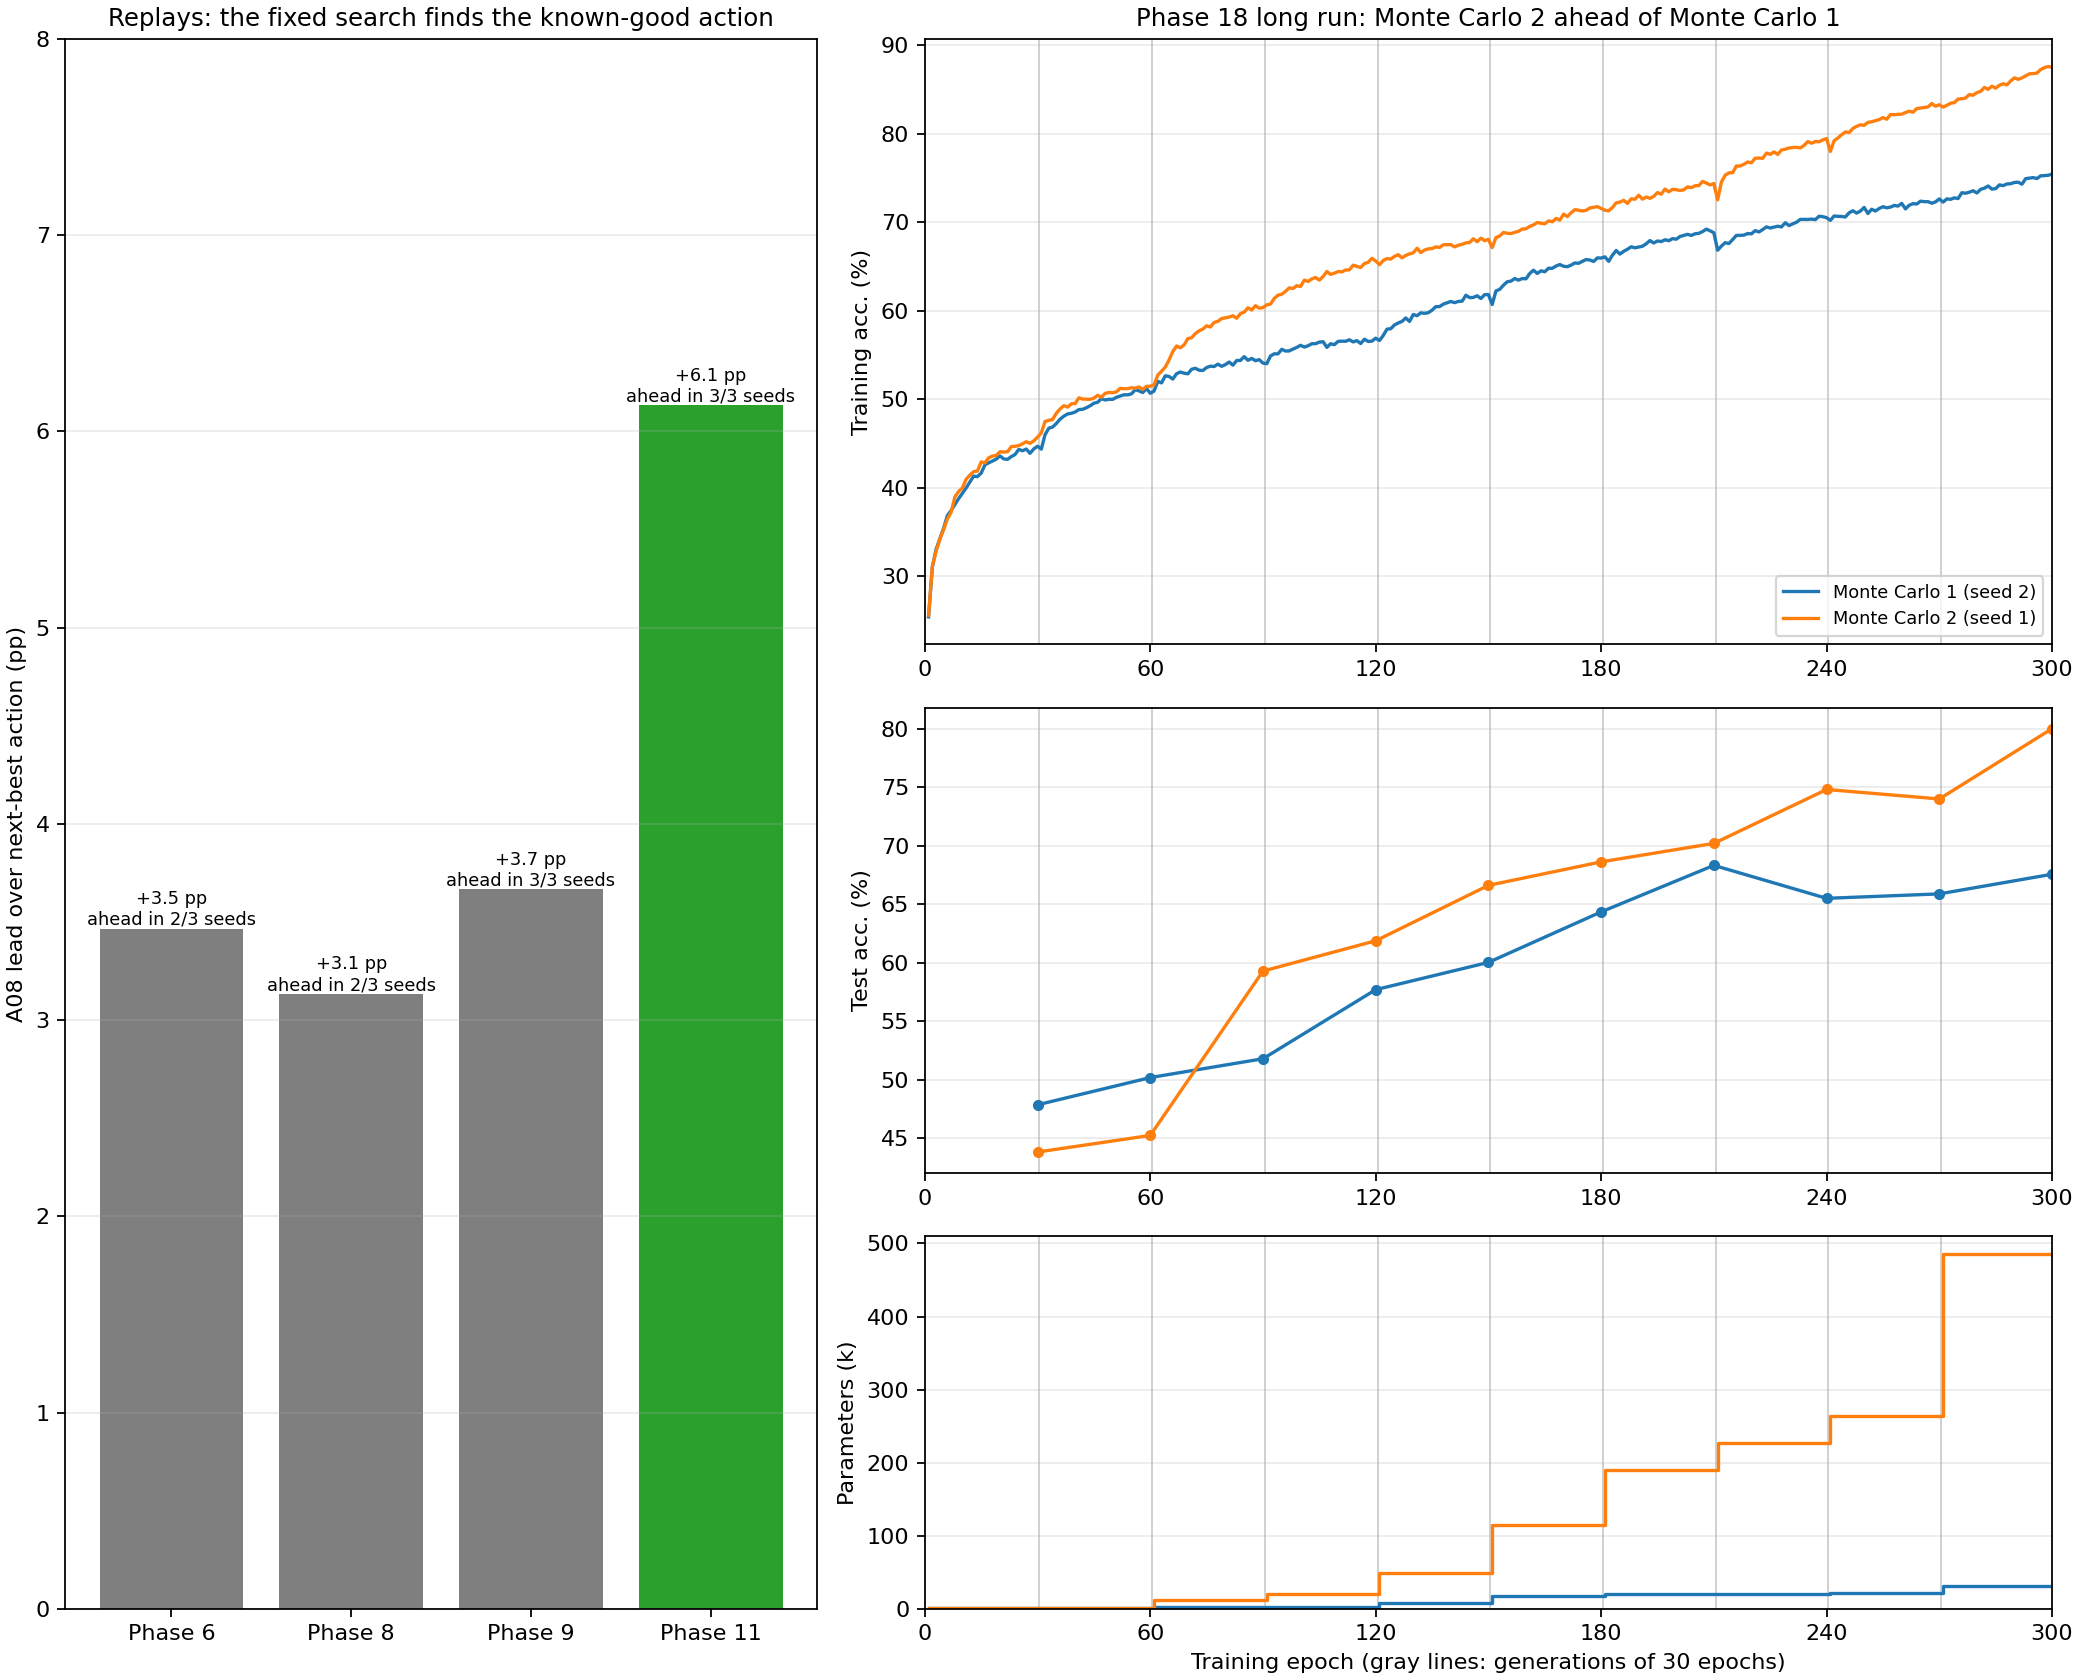 Replays: the fixed search finds the known-good action
A08 lead over next-best action (pp)
8
7
6
5
4
3
2
1
0
+3.5 pp
ahead in 2/3 seeds
+3.1 pp
ahead in 2/3 seeds
+3.7 pp
ahead in 3/3 seeds
+6.1 pp
ahead in 3/3 seeds
Phase 6
Phase 8
Phase 9
Phase 11
Phase 18 long run: Monte Carlo 2 ahead of Monte Carlo 1
Training acc. (%)
90
80
70
60
50
40
30
Monte Carlo 1 (seed 2)
Monte Carlo 2 (seed 1)
0 60 120 180 240 300
Test acc. (%)
80
75
70
65
60
55
50
45
0 60 120 180 240 300
Parameters (k)
500
400
300
200
100
0
0 60 120 180 240 300
Training epoch (gray lines: generations of 30 epochs)